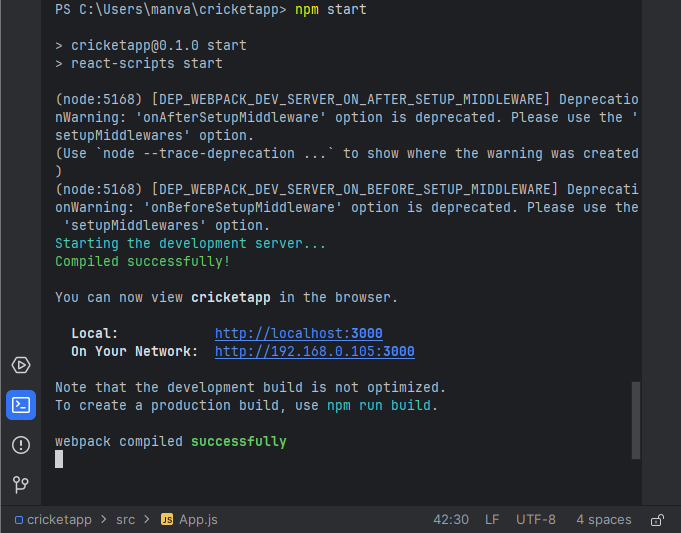 PS C:\Users\manva\cricketapp> npm start
> cricketapp@0.1.0 start
> react-scripts start
(node:5168) [DEP_WEBPACK_DEV_SERVER_ON_AFTER_SETUP_MIDDLEWARE] Deprecatio
nWarning: 'onAfterSetupMiddleware' option is deprecated. Please use the '
setupMiddlewares' option.
(Use `node --trace-deprecation ...` to show where the warning was created
)
(node:5168) [DEP_WEBPACK_DEV_SERVER_ON_BEFORE_SETUP_MIDDLEWARE] Deprecati
onWarning: 'onBeforeSetupMiddleware' option is deprecated. Please use the
 'setupMiddlewares' option.
Starting the development server...
Compiled successfully!
You can now view cricketapp in the browser.
Local: http://localhost:3000
On Your Network: http://192.168.0.105:3000
Note that the development build is not optimized.
To create a production build, use npm run build.
webpack compiled successfully
cricketapp > src > JS App.js 42:30 LF UTF-8 4 spaces